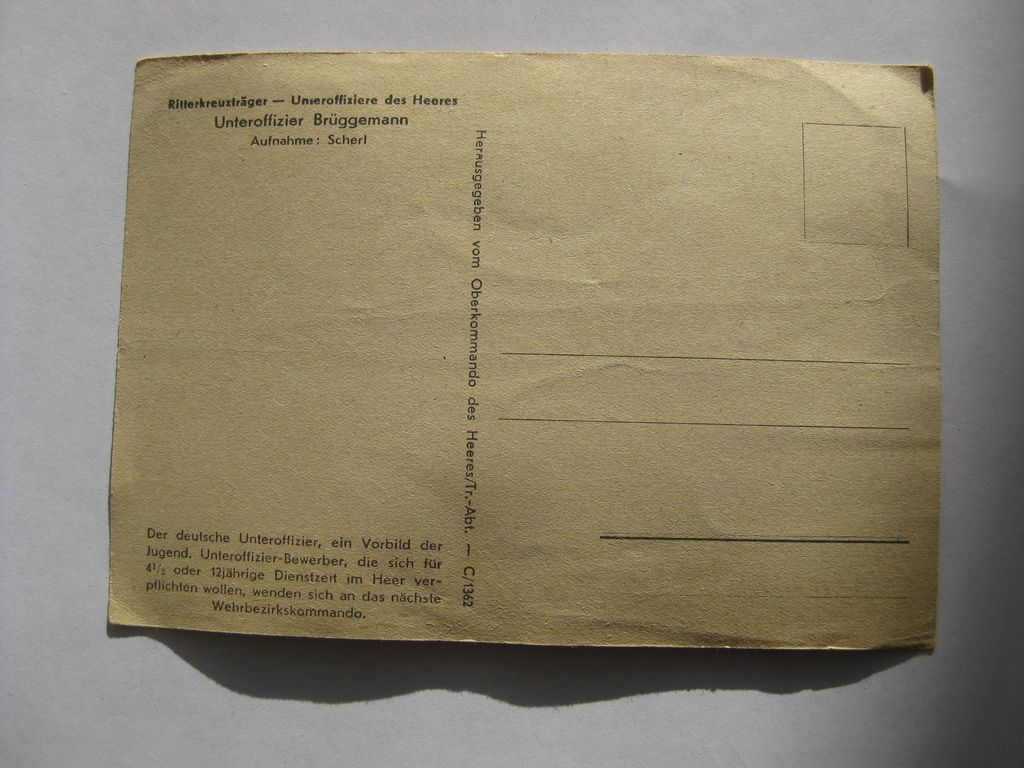 Ritterkreuzträger — Unteroffiziere des Heeres
Unteroffizier Brüggemann
Aufnahme: Scherl
Herausgegeben vom Oberkommando des Heeres/Tr.-Abt. — C/1362
Der deutsche Unteroffizier, ein Vorbild der
Jugend. Unteroffizier-Bewerber, die sich für
4½ oder 12jährige Dienstzeit im Heer ver-
pflichten wollen, wenden sich an das nächste
Wehrbezirkskommando.